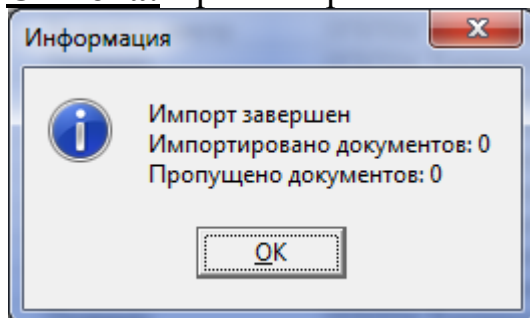 Информация
Импорт завершен
Импортировано документов: 0
Пропущено документов: 0
OK